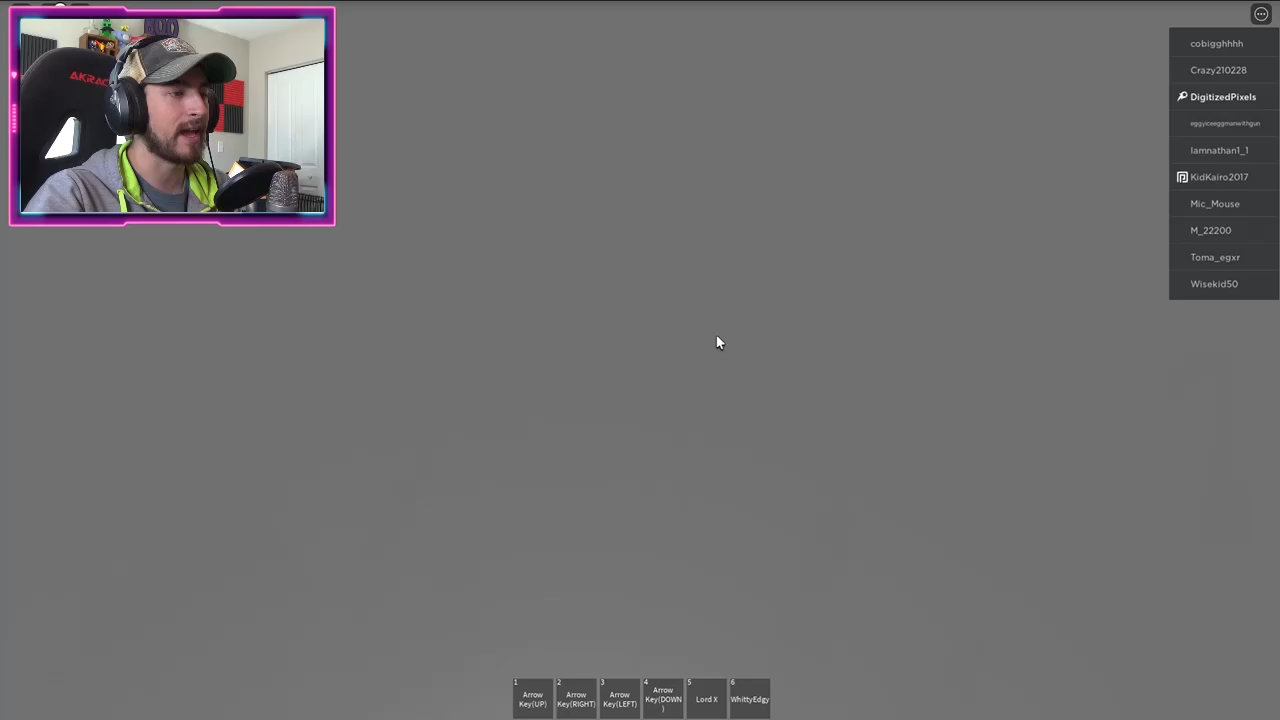 AKRAC
cobigghhhh
Crazy210228
DigitizedPixels
eggyiceeggmanwithgun
Iamnathan1_1
KidKairo2017
Mic_Mouse
M_22200
Toma_egxr
Wisekid50
1
Arrow
Key(UP)
2
Arrow
Key(RIGHT)
3
Arrow
Key(LEFT)
4
Arrow
Key(DOWN
)
5
Lord X
6
WhittyEdgy